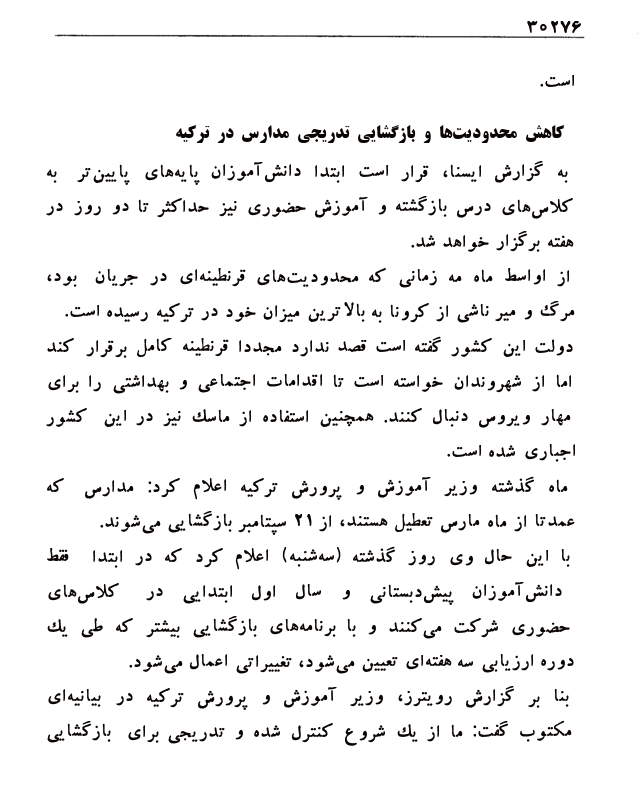 ۳۰۲۷۶
است.
کاهش محدودیت‌ها و بازگشایی تدریجی مدارس در ترکیه
به گزارش ایسنا، قرار است ابتدا دانش‌آموزان پایه‌های پایین‌تر به
کلاس‌های درس بازگشته و آموزش حضوری نیز حداکثر تا دو روز در
هفته برگزار خواهد شد.
از اواسط ماه مه زمانی که محدودیت‌های قرنطینه‌ای در جریان بود،
مرگ و میر ناشی از کرونا به بالاترین میزان خود در ترکیه رسیده است.
دولت این کشور گفته است قصد ندارد مجددا قرنطینه کامل برقرار کند
اما از شهروندان خواسته است تا اقدامات اجتماعی و بهداشتی را برای
مهار ویروس دنبال کنند. همچنین استفاده از ماسك نیز در این کشور
اجباری شده است.
ماه گذشته وزیر آموزش و پرورش ترکیه اعلام کرد: مدارس که
عمدتا از ماه مارس تعطیل هستند، از ۲۱ سپتامبر بازگشایی می‌شوند.
با این حال وی روز گذشته (سه‌شنبه) اعلام کرد که در ابتدا فقط
دانش‌آموزان پیش‌دبستانی و سال اول ابتدایی در کلاس‌های
حضوری شرکت می‌کنند و با برنامه‌های بازگشایی بیشتر که طی یك
دوره ارزیابی سه هفته‌ای تعیین می‌شود، تغییراتی اعمال می‌شود.
بنا بر گزارش رویترز، وزیر آموزش و پرورش ترکیه در بیانیه‌ای
مکتوب گفت: ما از یك شروع کنترل شده و تدریجی برای بازگشایی